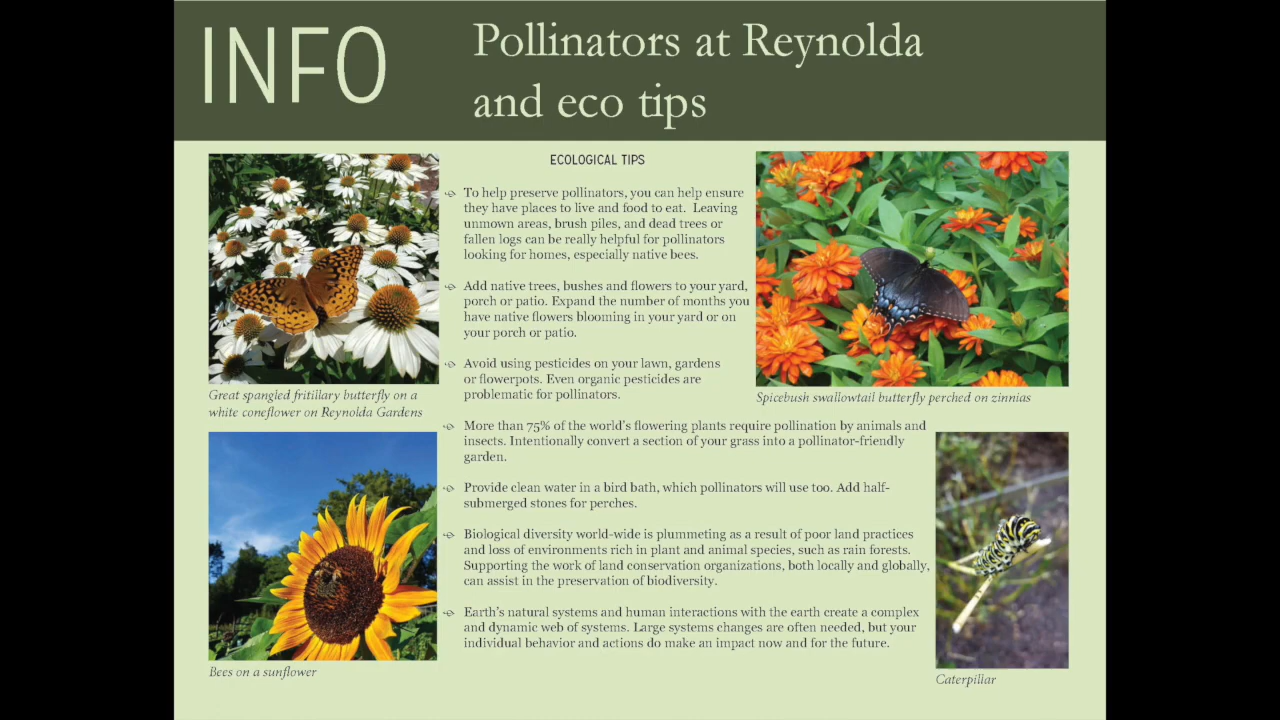 INFO
Pollinators at Reynolda
and eco tips
ECOLOGICAL TIPS
To help preserve pollinators, you can help ensure
they have places to live and food to eat.  Leaving
unmown areas, brush piles, and dead trees or
fallen logs can be really helpful for pollinators
looking for homes, especially native bees.
Add native trees, bushes and flowers to your yard,
porch or patio. Expand the number of months you
have native flowers blooming in your yard or on
your porch or patio.
Avoid using pesticides on your lawn, gardens
or flowerpots. Even organic pesticides are
problematic for pollinators.
More than 75% of the world's flowering plants require pollination by animals and
insects. Intentionally convert a section of your grass into a pollinator-friendly
garden.
Provide clean water in a bird bath, which pollinators will use too. Add half-
submerged stones for perches.
Biological diversity world-wide is plummeting as a result of poor land practices
and loss of environments rich in plant and animal species, such as rain forests.
Supporting the work of land conservation organizations, both locally and globally,
can assist in the preservation of biodiversity.
Earth's natural systems and human interactions with the earth create a complex
and dynamic web of systems. Large systems changes are often needed, but your
individual behavior and actions do make an impact now and for the future.
Great spangled fritillary butterfly on a
white coneflower on Reynolda Gardens
Spicebush swallowtail butterfly perched on zinnias
Bees on a sunflower
Caterpillar